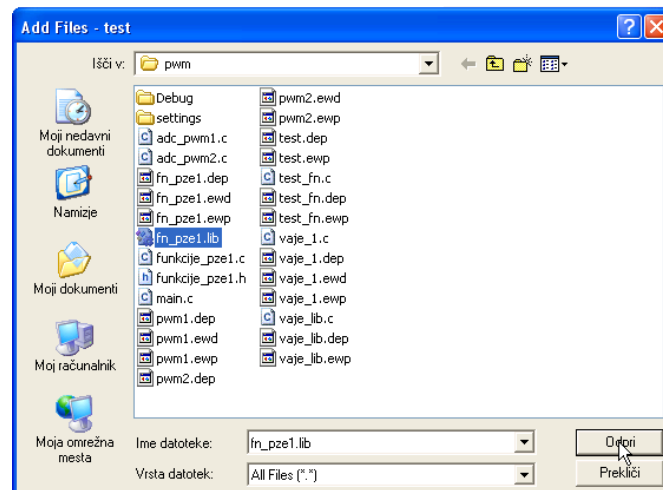 Add Files - test
Išči v:
pwm
Moji nedavni
dokumenti
Namizje
Moji dokumenti
Moj računalnik
Moja omrežna
mesta
Debug
settings
adc_pwm1.c
adc_pwm2.c
fn_pze1.dep
fn_pze1.ewd
fn_pze1.ewp
fn_pze1.lib
funkcije_pze1.c
funkcije_pze1.h
main.c
pwm1.dep
pwm1.ewd
pwm1.ewp
pwm2.dep
pwm2.ewd
pwm2.ewp
test.dep
test.ewp
test_fn.c
test_fn.dep
test_fn.ewp
vaje_1.c
vaje_1.dep
vaje_1.ewd
vaje_1.ewp
vaje_lib.c
vaje_lib.dep
vaje_lib.ewp
Ime datoteke:
fn_pze1.lib
Odpri
Vrsta datotek:
All Files (*.*)
Prekliči